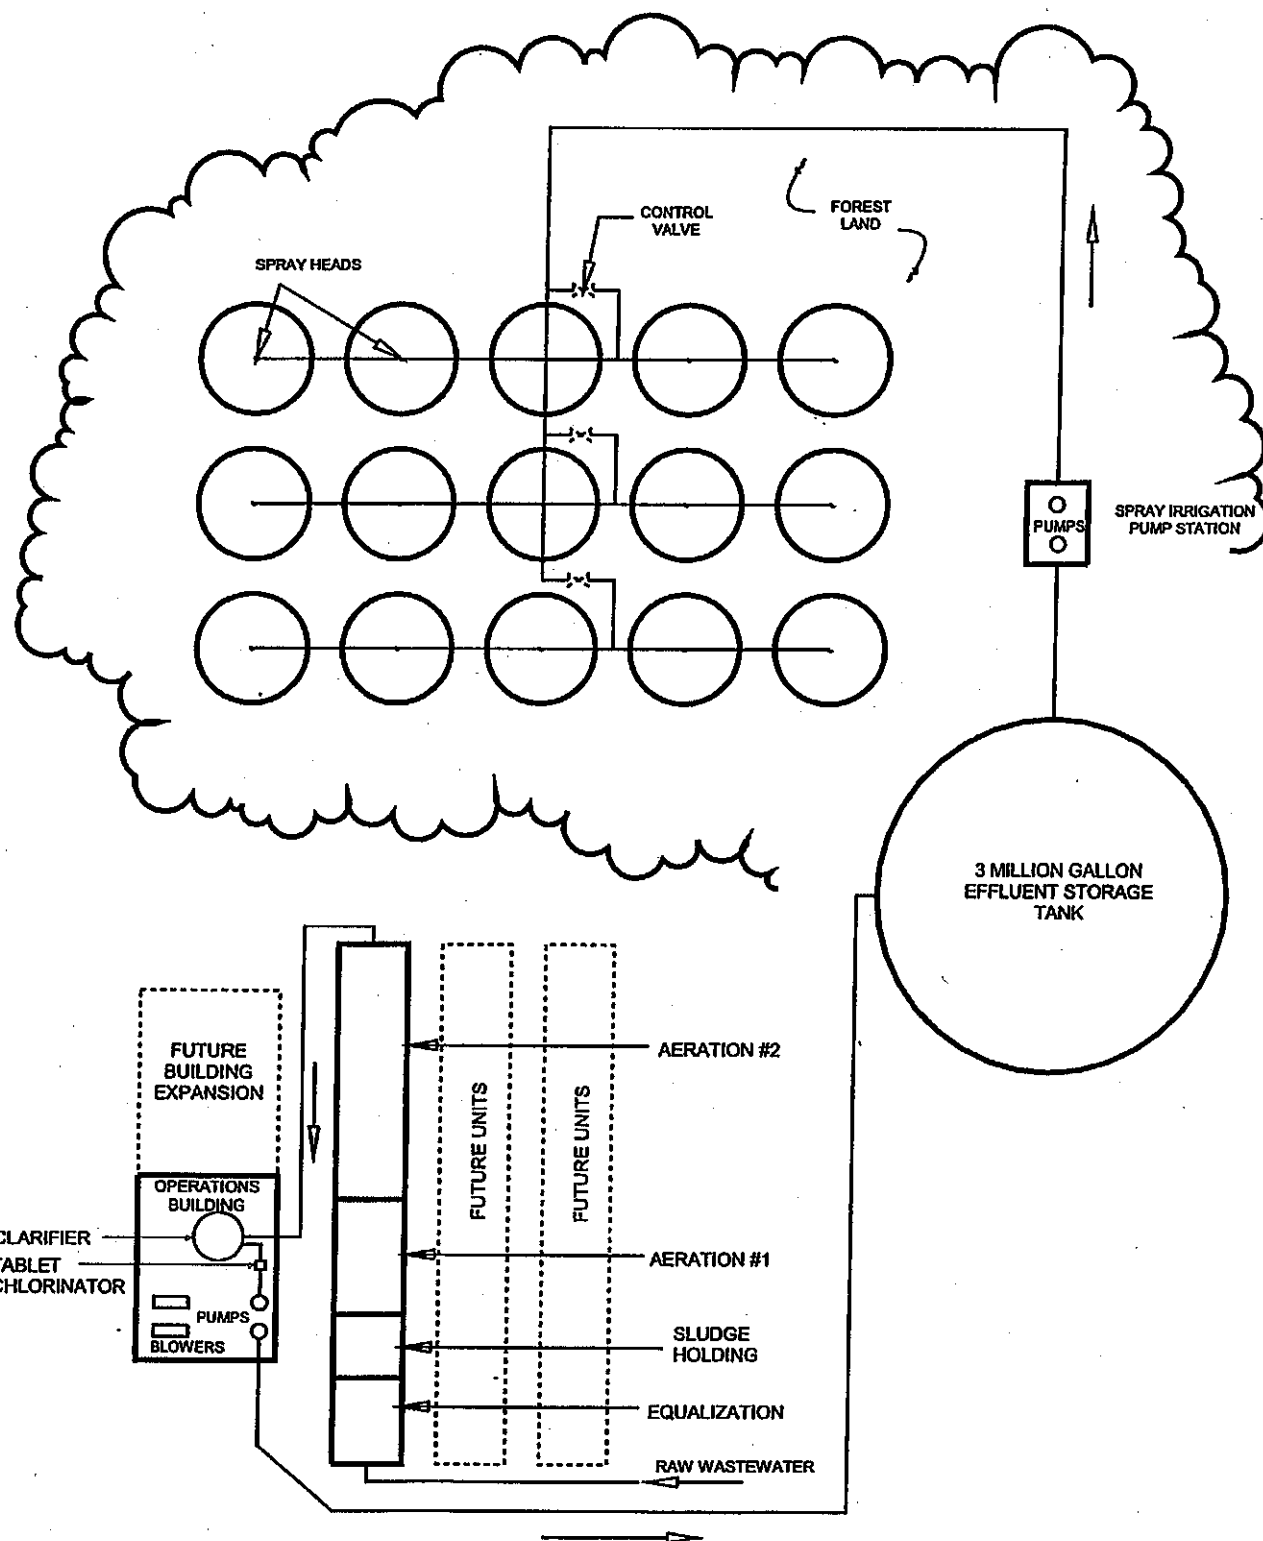 CONTROL
VALVE
FOREST
LAND
SPRAY HEADS
PUMPS
SPRAY IRRIGATION
PUMP STATION
3 MILLION GALLON
EFFLUENT STORAGE
TANK
FUTURE
BUILDING
EXPANSION
FUTURE UNITS
FUTURE UNITS
AERATION #2
OPERATIONS
BUILDING
CLARIFIER
TABLET
CHLORINATOR
PUMPS
BLOWERS
AERATION #1
SLUDGE
HOLDING
EQUALIZATION
RAW WASTEWATER